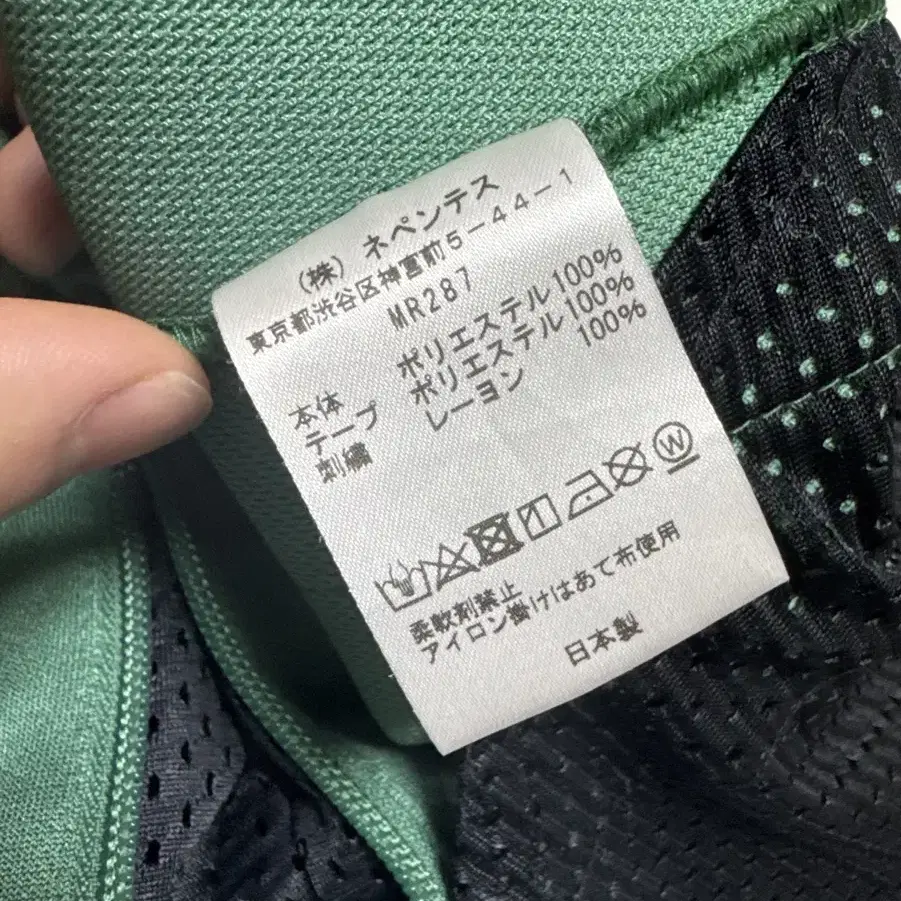 (株) ネペンテス
東京都渋谷区神宮前5-44-1
MR287
本体 ポリエステル100%
テープ ポリエステル100%
刺繍 レーヨン 100%
W
柔軟剤禁止
アイロン掛けはあて布使用
日本製